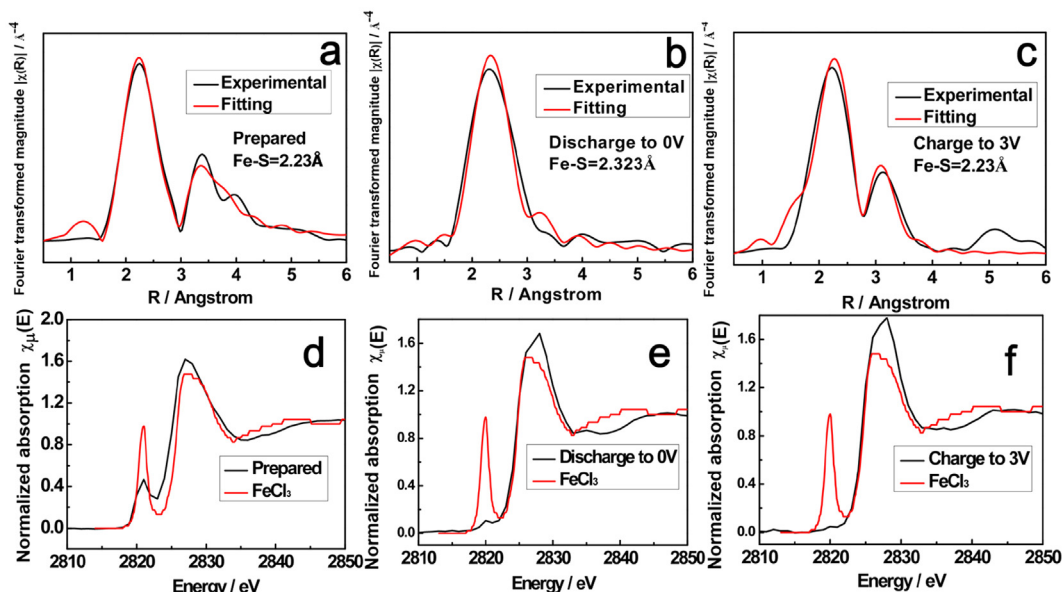 a
Fourier transformed magnitude |χ(R)| / Å⁻⁴
Experimental
Fitting
Prepared
Fe-S=2.23Å
1 2 3 4 5 6
R / Angstrom
b
Fourier transformed magnitude |χ(R)| / Å⁻⁴
Experimental
Fitting
Discharge to 0V
Fe-S=2.323Å
1 2 3 4 5 6
R / Angstrom
c
Fourier transformed magnitude |χ(R)| / Å⁻⁴
Experimental
Fitting
Charge to 3V
Fe-S=2.23Å
1 2 3 4 5 6
R / Angstrom
d
Normalized absorption χμ(E)
2.0
1.6
1.2
0.8
0.4
0.0
Prepared
FeCl₃
2810 2820 2830 2840 2850
Energy / eV
e
Normalized absorption χμ(E)
1.6
1.2
0.8
0.4
0.0
Discharge to 0V
FeCl₃
2810 2820 2830 2840 2850
Energy / eV
f
Normalized absorption χμ(E)
1.6
1.2
0.8
0.4
0.0
Charge to 3V
FeCl₃
2810 2820 2830 2840 2850
Energy / eV